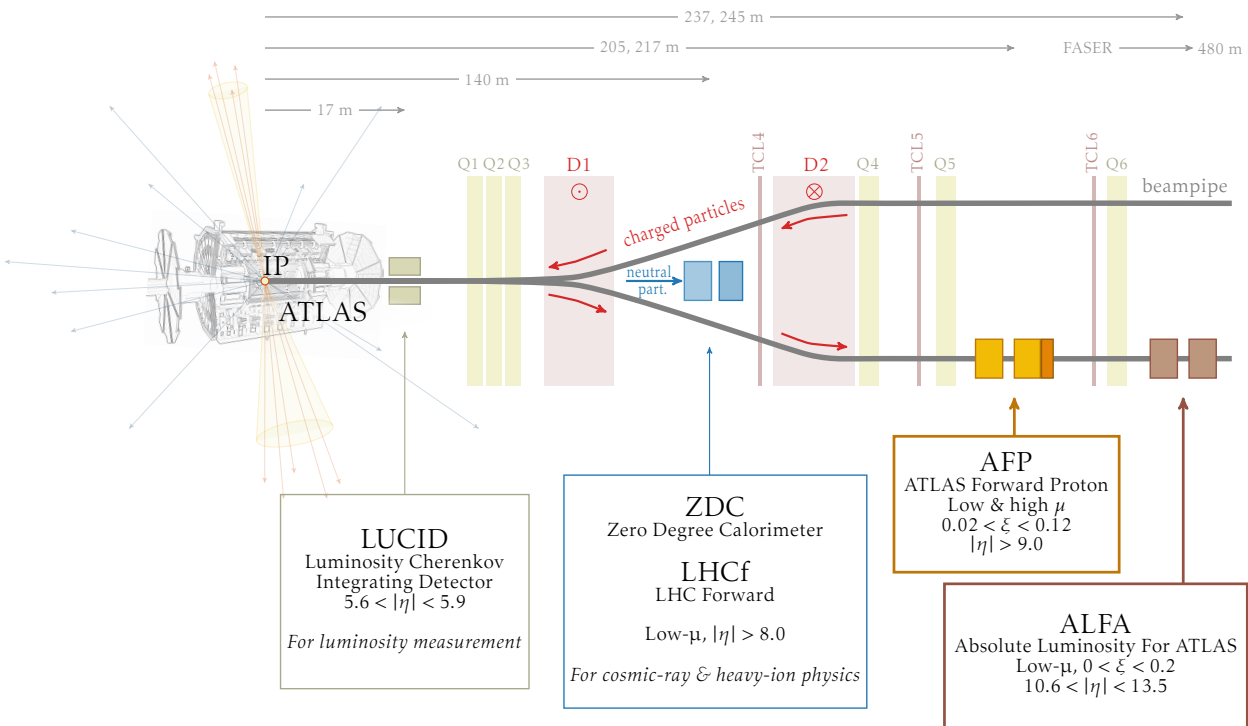 237, 245 m
205, 217 m
FASER
480 m
140 m
17 m
Q1 Q2 Q3
D1
TCL4
D2
Q4
TCL5
Q5
TCL6
Q6
beampipe
charged particles
neutral
part.
IP
ATLAS
LUCID
Luminosity Cherenkov
Integrating Detector
5.6 < |η| < 5.9
For luminosity measurement
ZDC
Zero Degree Calorimeter
LHCf
LHC Forward
Low-μ, |η| > 8.0
For cosmic-ray & heavy-ion physics
AFP
ATLAS Forward Proton
Low & high μ
0.02 < ξ < 0.12
|η| > 9.0
ALFA
Absolute Luminosity For ATLAS
Low-μ, 0 < ξ < 0.2
10.6 < |η| < 13.5